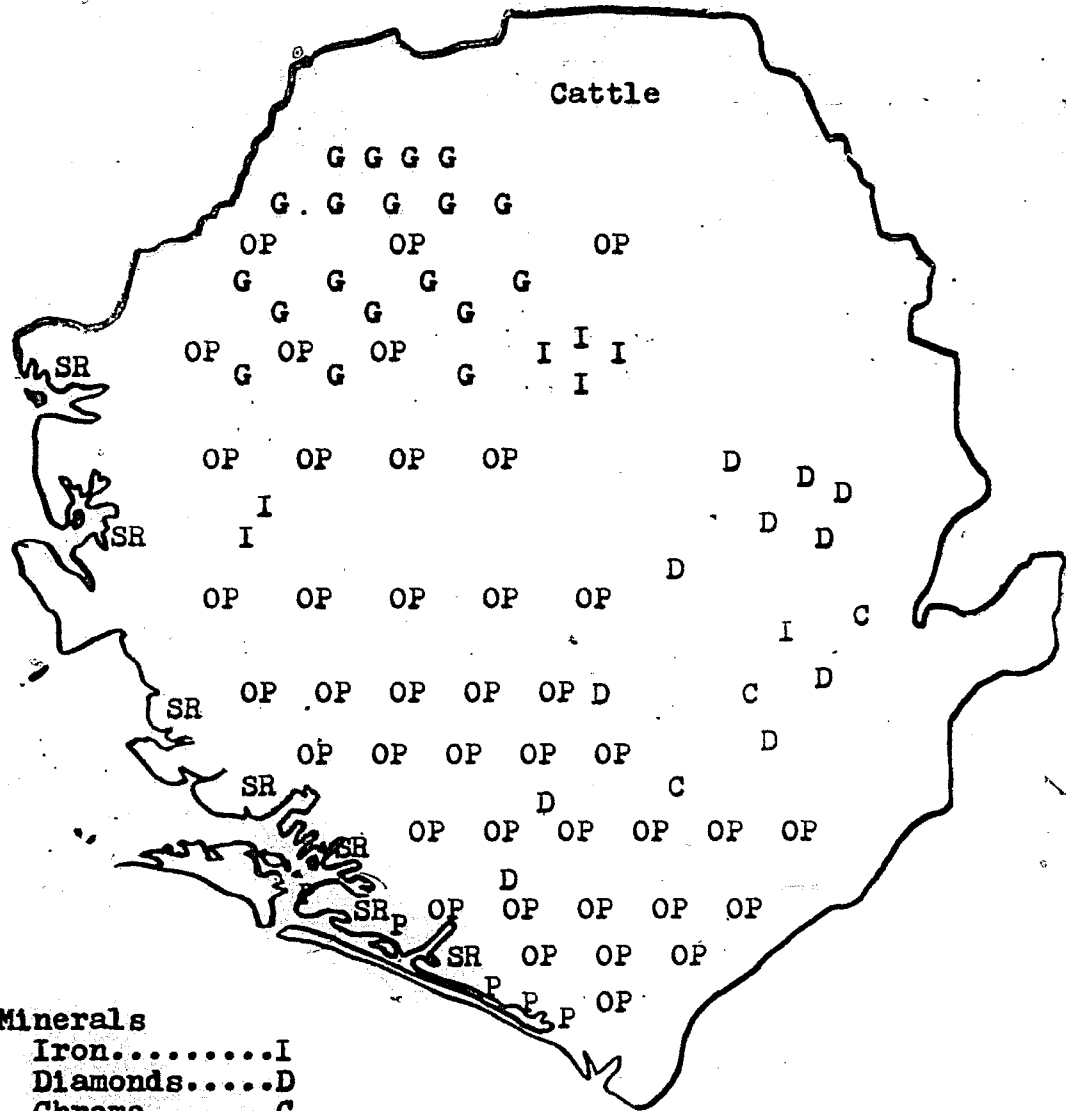 Cattle
G G G G
G G G G G
OP OP OP
G G G G
G G G
I
OP OP OP I I
SR
G G G I
OP OP OP OP D
D
D
I
D
SR I D
D
OP OP OP OP OP
C
I
D
OP OP OP OP OP D C
SR
D
OP OP OP OP OP
SR C
D
OP OP OP OP OP OP
SR
D
SR P OP OP OP OP OP
SR OP OP OP
P
P P OP
Minerals
Iron.........I
Diamonds.....D
Chrome.......C